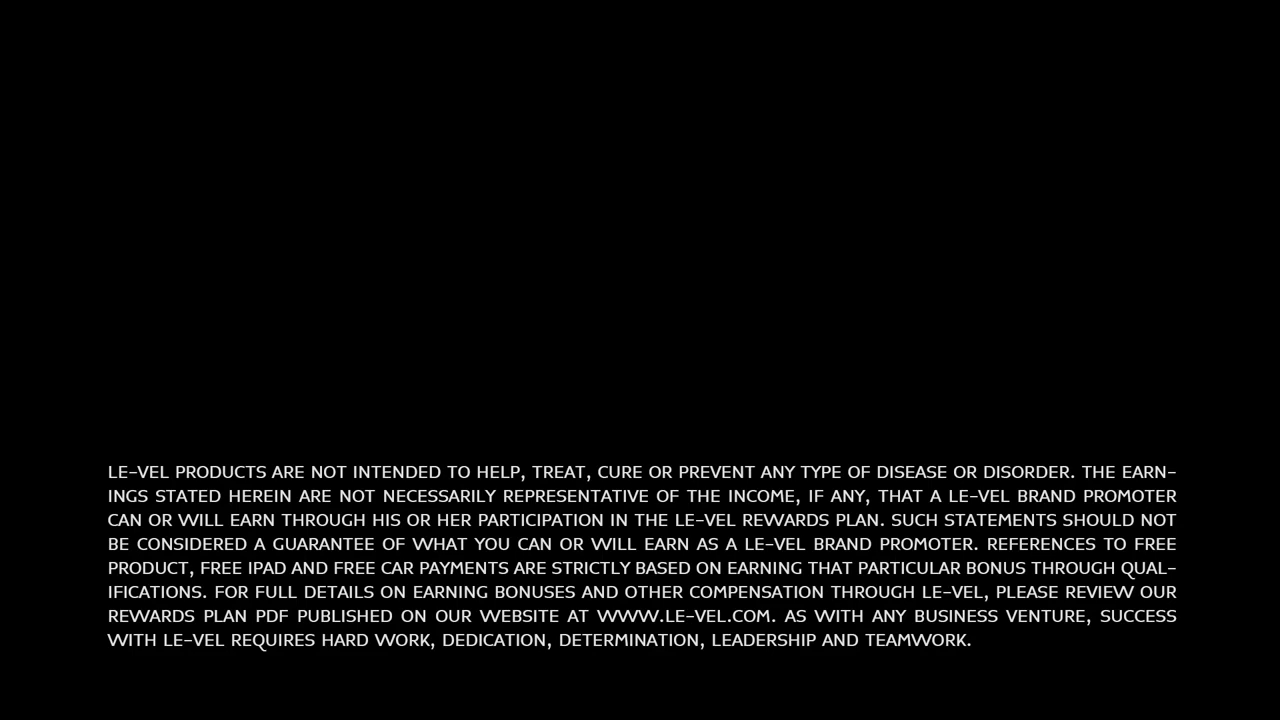 LE-VEL PRODUCTS ARE NOT INTENDED TO HELP, TREAT, CURE OR PREVENT ANY TYPE OF DISEASE OR DISORDER. THE EARN-
INGS STATED HEREIN ARE NOT NECESSARILY REPRESENTATIVE OF THE INCOME, IF ANY, THAT A LE-VEL BRAND PROMOTER
CAN OR WILL EARN THROUGH HIS OR HER PARTICIPATION IN THE LE-VEL REWARDS PLAN. SUCH STATEMENTS SHOULD NOT
BE CONSIDERED A GUARANTEE OF WHAT YOU CAN OR WILL EARN AS A LE-VEL BRAND PROMOTER. REFERENCES TO FREE
PRODUCT, FREE IPAD AND FREE CAR PAYMENTS ARE STRICTLY BASED ON EARNING THAT PARTICULAR BONUS THROUGH QUAL-
IFICATIONS. FOR FULL DETAILS ON EARNING BONUSES AND OTHER COMPENSATION THROUGH LE-VEL, PLEASE REVIEW OUR
REWARDS PLAN PDF PUBLISHED ON OUR WEBSITE AT WWW.LE-VEL.COM. AS WITH ANY BUSINESS VENTURE, SUCCESS
WITH LE-VEL REQUIRES HARD WORK, DEDICATION, DETERMINATION, LEADERSHIP AND TEAMWORK.